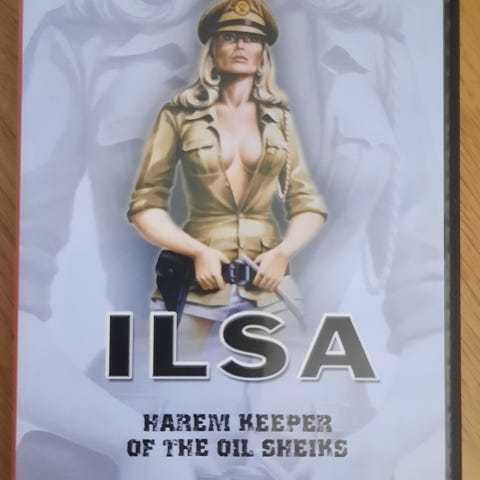 ILSA
HAREM KEEPER
OF THE OIL SHEIKS